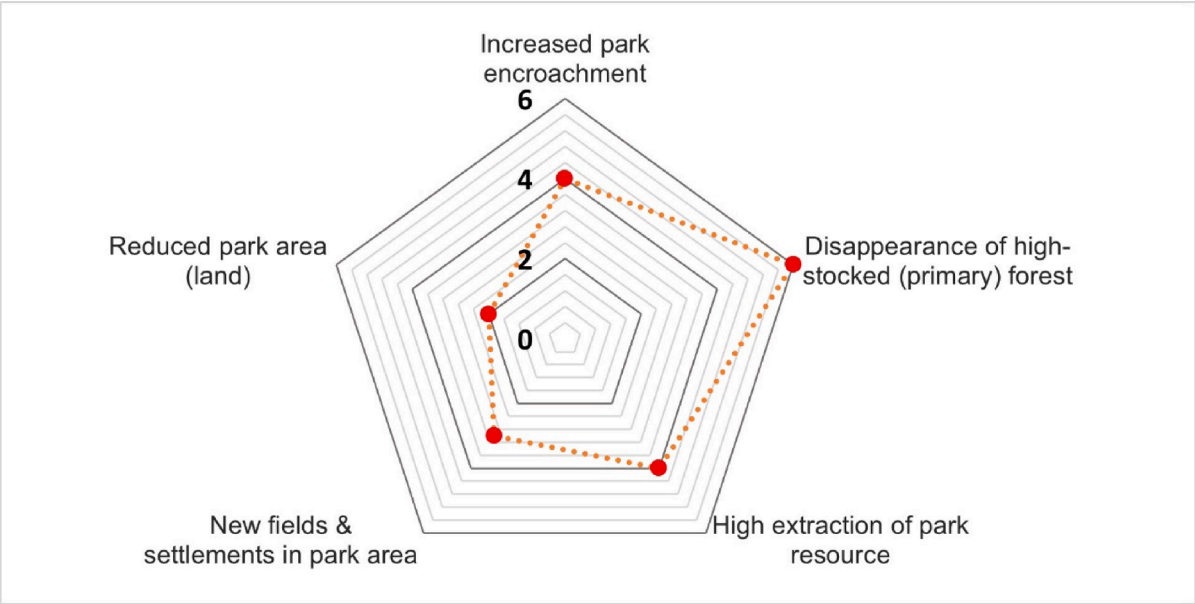 Increased park
encroachment
6
4
2
0
Disappearance of high-
stocked (primary) forest
Reduced park area
(land)
New fields &
settlements in park area
High extraction of park
resource